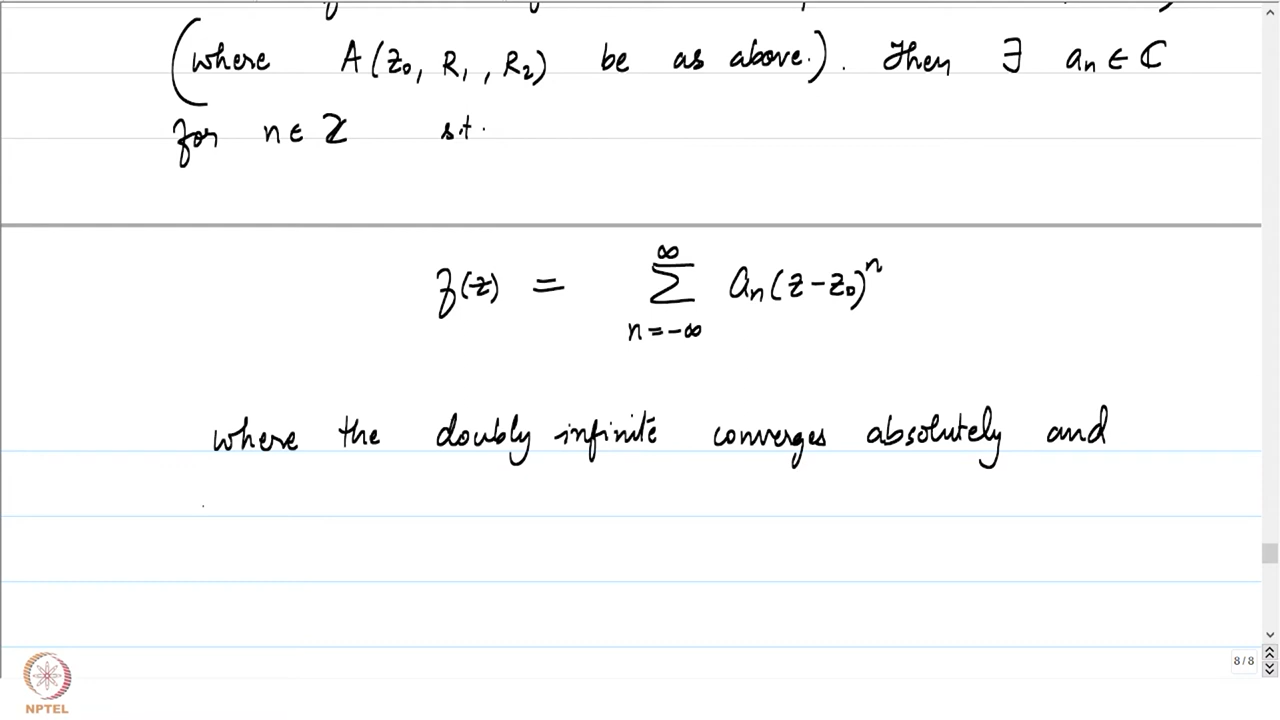 (where A(z₀, R₁, R₂) be as above.). Then ∃ aₙ ∈ ℂ
for n ∈ ℤ s.t.
f(z) = ∑_{n=-∞}^{∞} aₙ(z-z₀)ⁿ
where the doubly infinite converges absolutely and
8/8
NPTEL